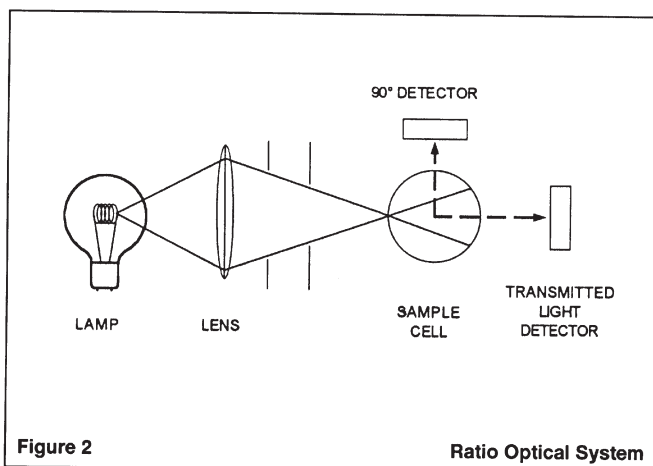 90° DETECTOR
LAMP
LENS
SAMPLE
CELL
TRANSMITTED
LIGHT
DETECTOR
Figure 2
Ratio Optical System